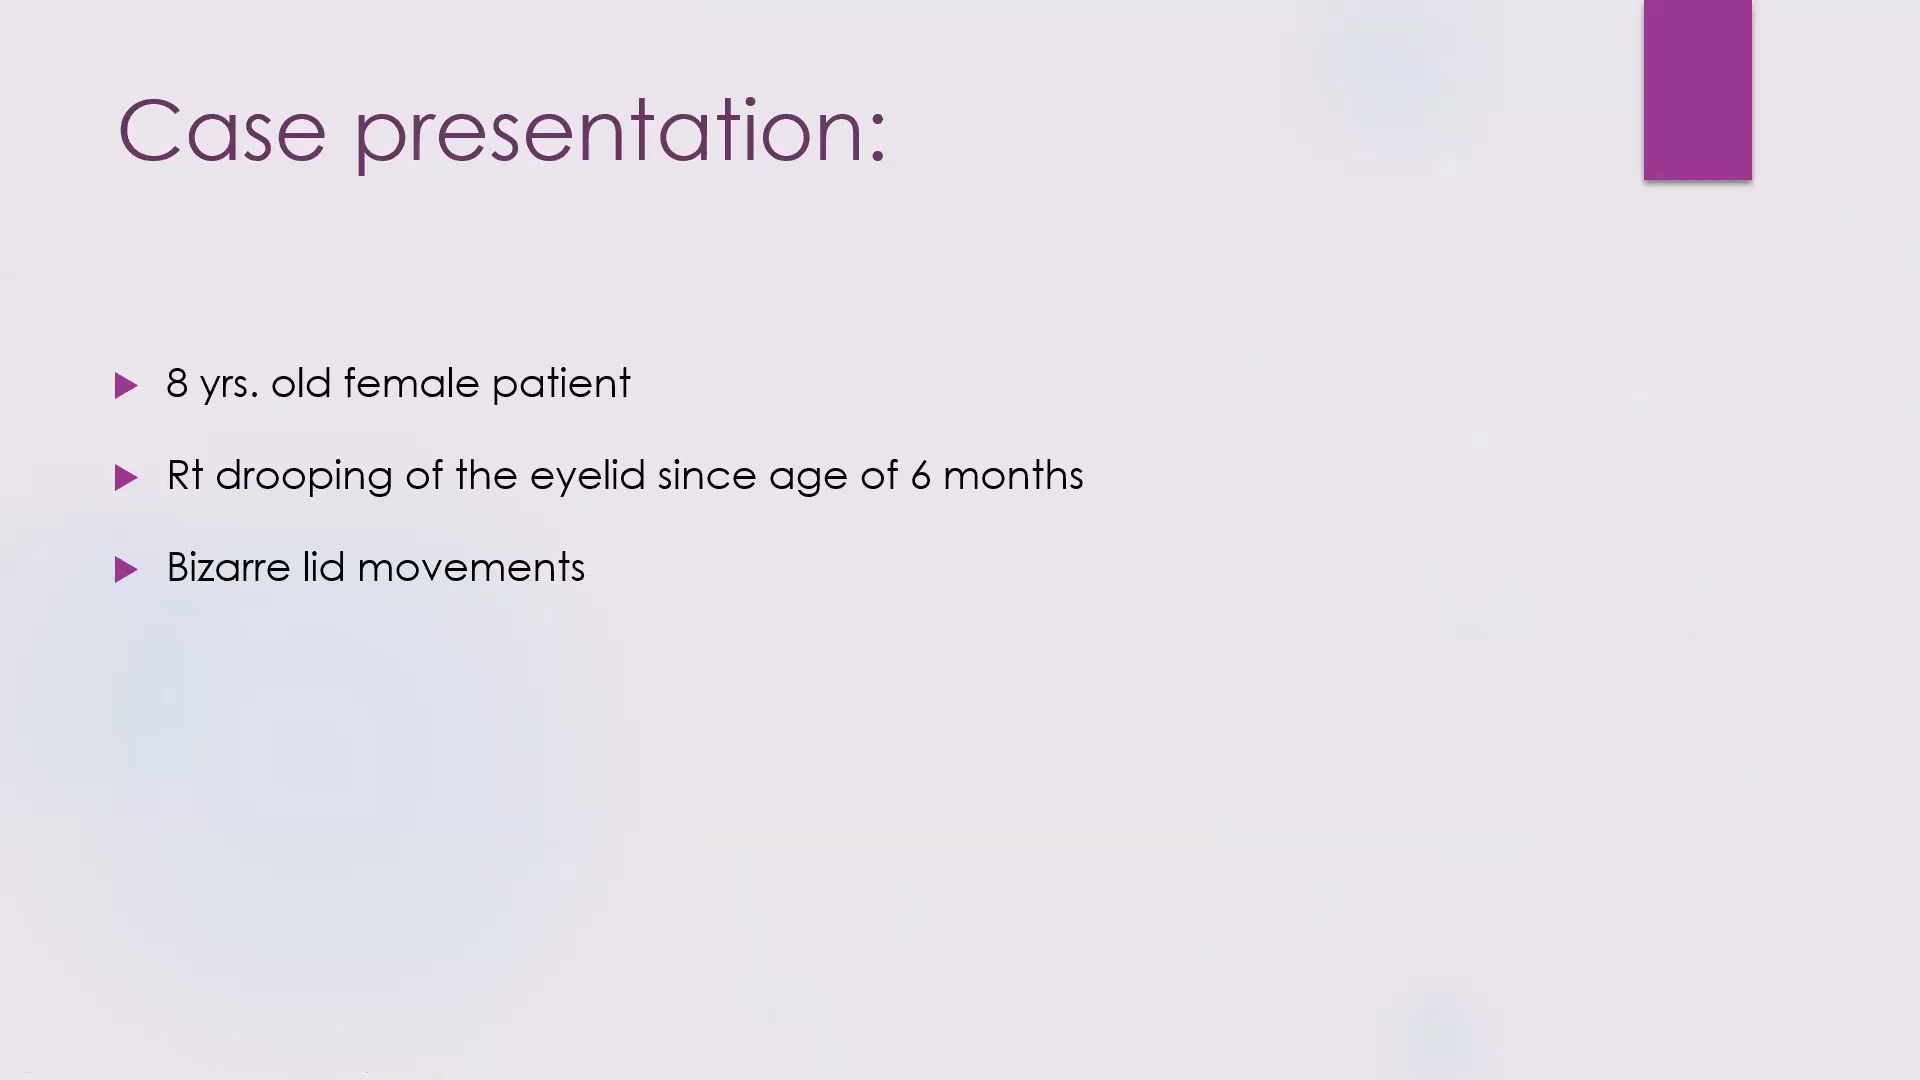 Case presentation:
8 yrs. old female patient
Rt drooping of the eyelid since age of 6 months
Bizarre lid movements